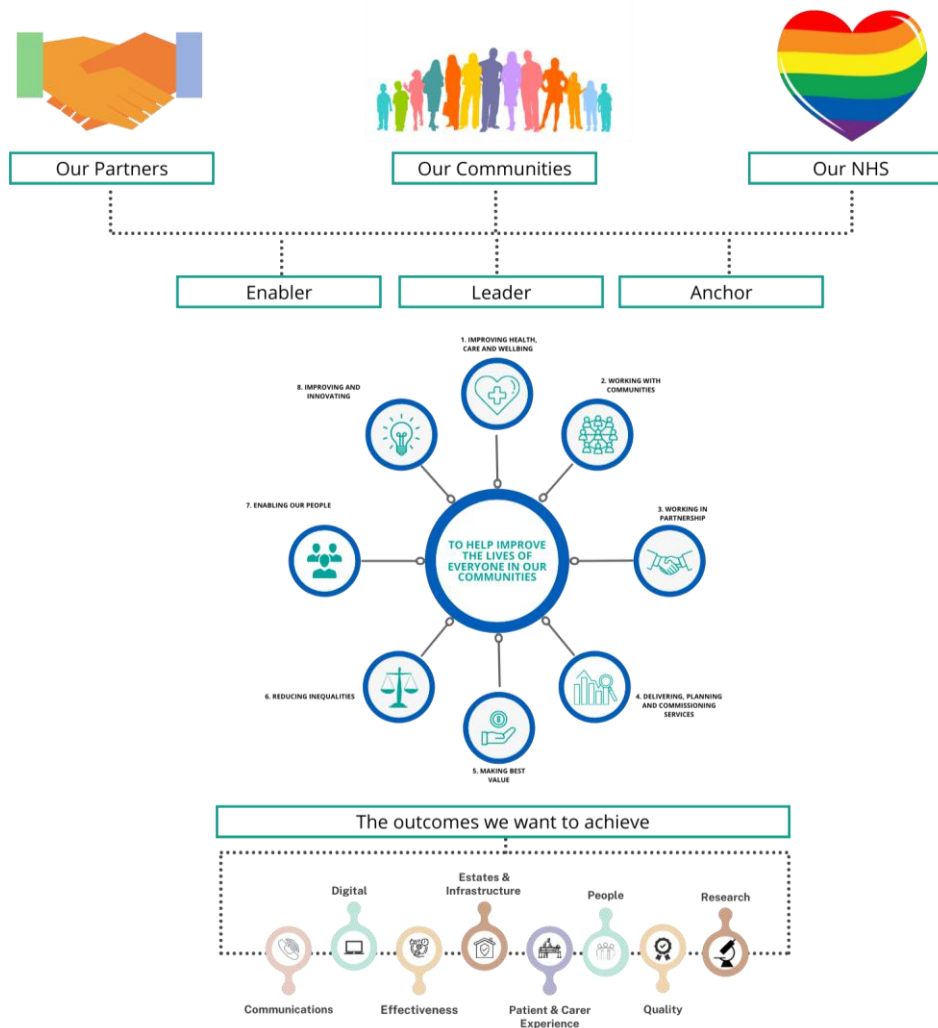 Our Partners
Our Communities
Our NHS
Enabler
Leader
Anchor
1. IMPROVING HEALTH,
CARE AND WELLBING
8. IMPROVING AND
INNOVATING
2. WORKING WITH
COMMUNITIES
7. ENABLING OUR PEOPLE
3. WORKING IN
PARTNERSHIP
TO HELP IMPROVE
THE LIVES OF
EVERYONE IN OUR
COMMUNITIES
6. REDUCING INEQUALITIES
4. DELIVERING, PLANNING
AND COMMISSIONING
SERVICES
5. MAKING BEST
VALUE
The outcomes we want to achieve
Digital
Estates &
Infrastructure
People
Research
Communications
Effectiveness
Patient & Carer
Experience
Quality